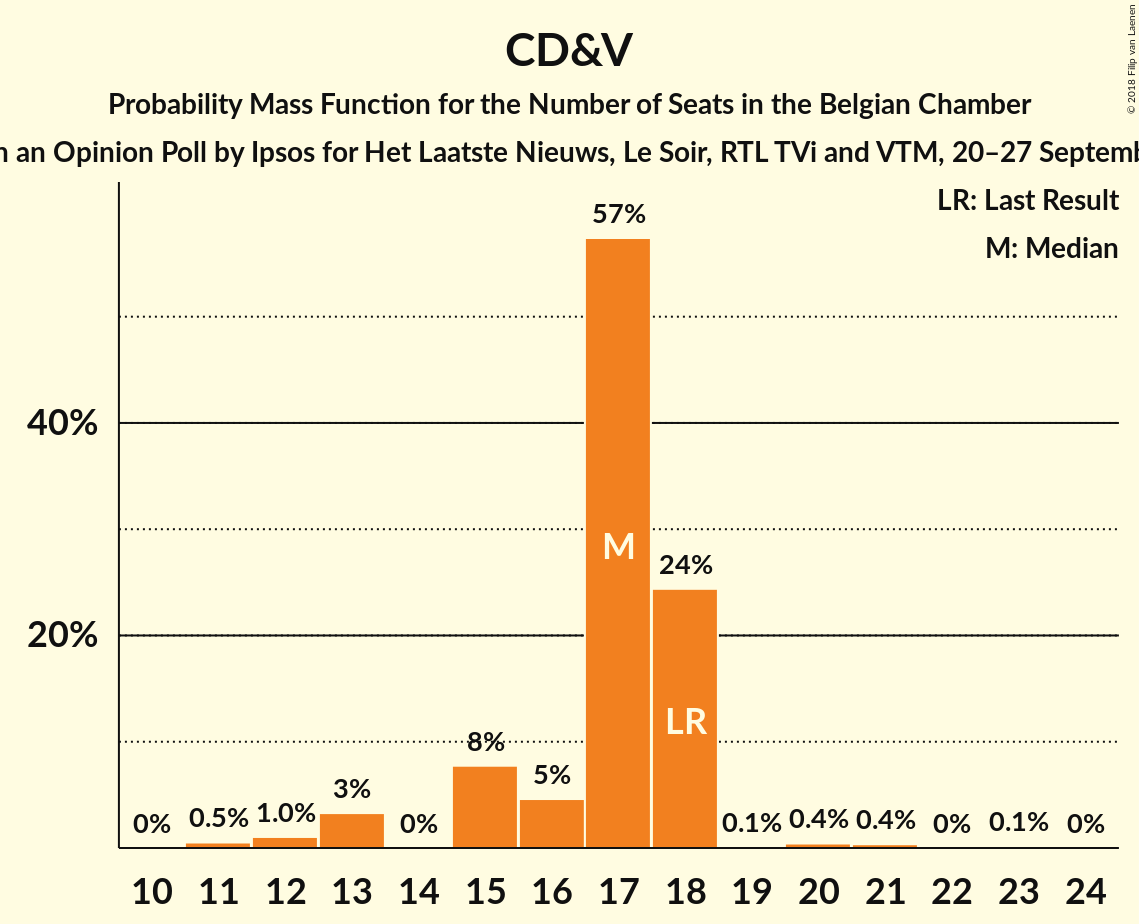 CD&V
Probability Mass Function for the Number of Seats in the Belgian Chamber
an Opinion Poll by Ipsos for Het Laatste Nieuws, Le Soir, RTL TVi and VTM, 20–27
© 2018 Filip van Laenen
LR: Last Result
M: Median
57%
40%
M
24%
20%
LR
8%
5%
3%
0% 0.5% 1.0% 0% 0.1% 0.4% 0.4% 0% 0.1% 0%
10 11 12 13 14 15 16 17 18 19 20 21 22 23 24